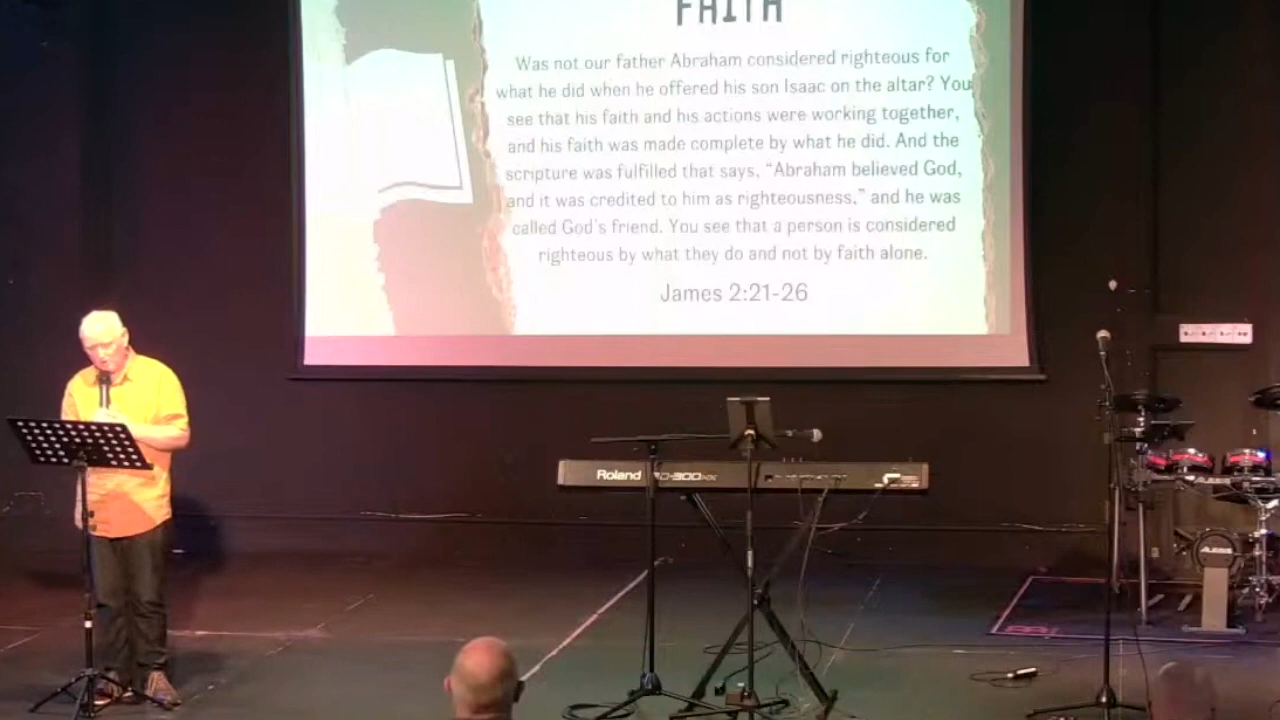 FAITH
Was not our father Abraham considered righteous for
what he did when he offered his son Isaac on the altar? You
see that his faith and his actions were working together,
and his faith was made complete by what he did. And the
scripture was fulfilled that says, “Abraham believed God,
and it was credited to him as righteousness,” and he was
called God's friend. You see that a person is considered
righteous by what they do and not by faith alone.
James 2:21-26
Roland RD-300NX
ALESIS